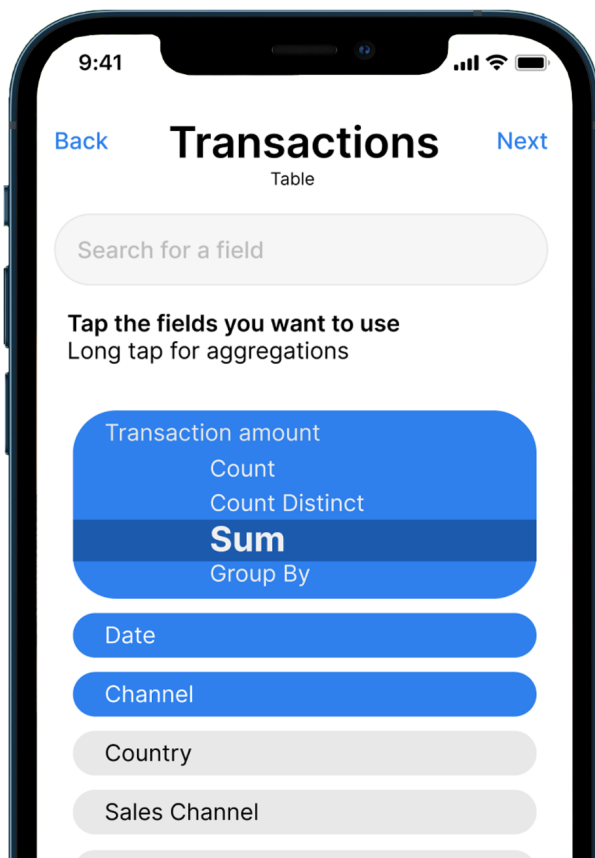 9:41
Back
Transactions
Next
Table
Search for a field
Tap the fields you want to use
Long tap for aggregations
Transaction amount
Count
Count Distinct
Sum
Group By
Date
Channel
Country
Sales Channel